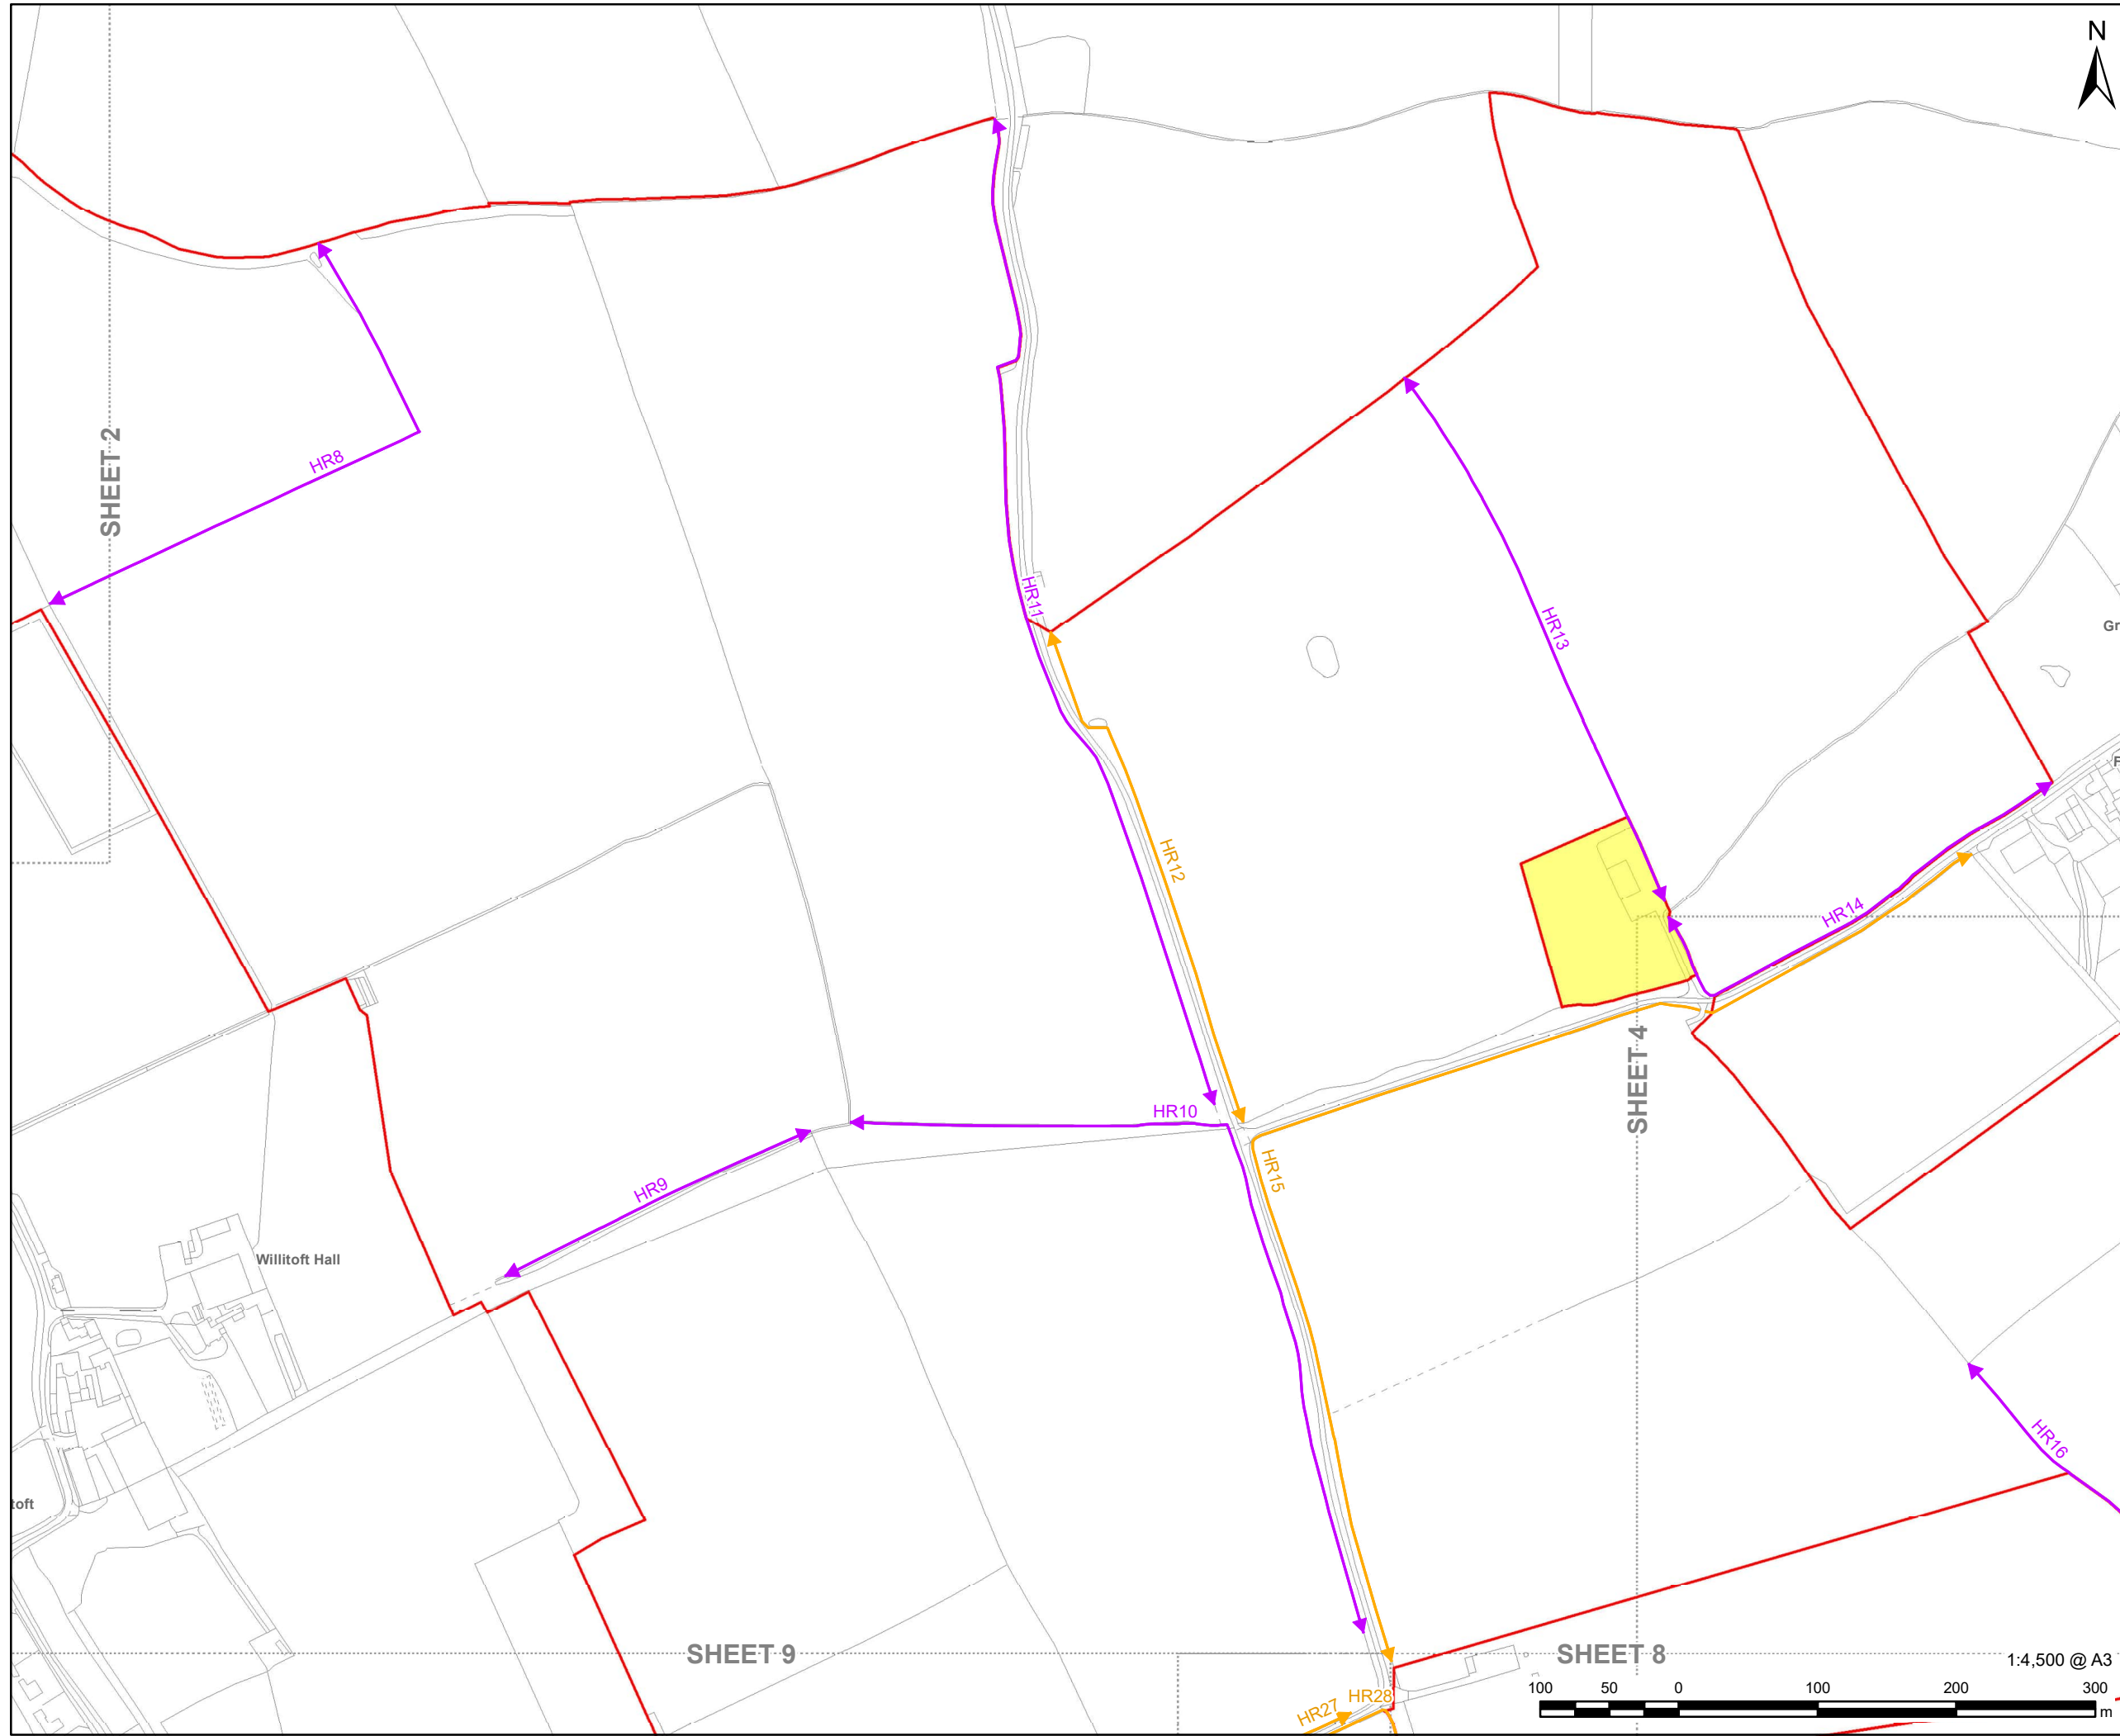 N
SHEET 2
HR8
HR11
HR13
Gr
F
HR12
HR14
SHEET 4
HR10
HR15
HR9
Willitoft Hall
HR16
toft
SHEET 9
SHEET 8
1:4,500 @ A3
100 50 0 100 200 300
m
HR27
HR28